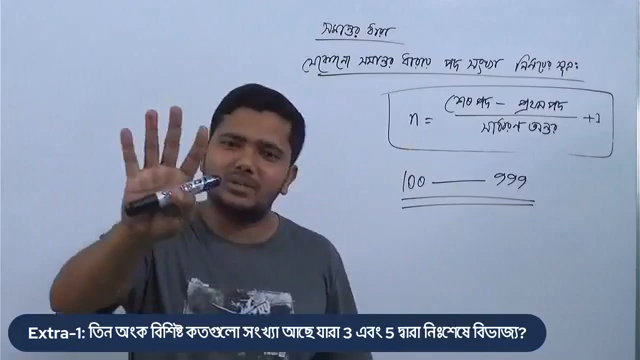 সমান্তর ধারা
যেকোনো সমান্তর ধারায় পদ সংখ্যা নির্ণয়ের সূত্র:
n = শেষ পদ - প্রথম পদ / সাধারণ অন্তর +1
100 — 999
Extra-1: তিন অংক বিশিষ্ট কতগুলো সংখ্যা আছে যারা 3 এবং 5 দ্বারা নিঃশেষে বিভাজ্য?